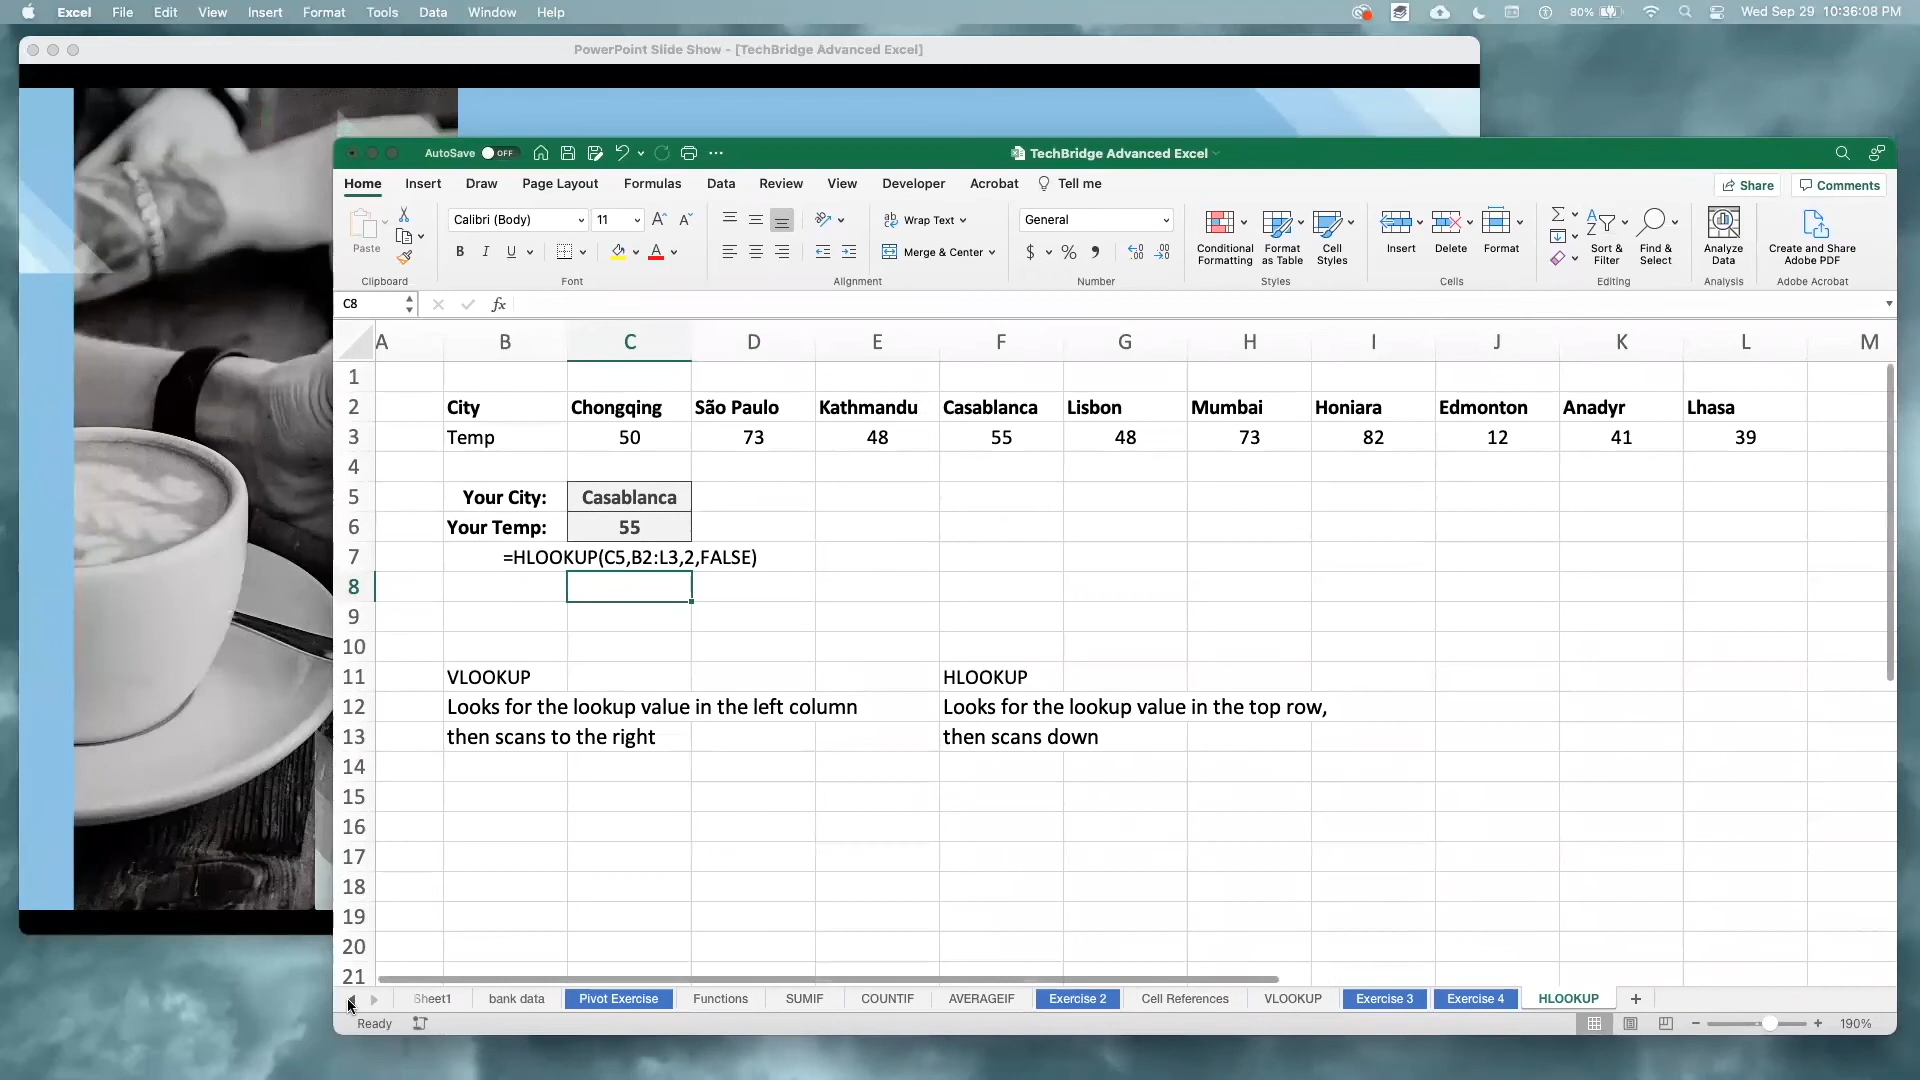 Excel File Edit View Insert Format Tools Data Window Help
80% Wed Sep 29 10:36:08 PM
PowerPoint Slide Show - [TechBridge Advanced Excel]
AutoSave OFF TechBridge Advanced Excel
Home Insert Draw Page Layout Formulas Data Review View Developer Acrobat Tell me Share Comments
Paste Calibri (Body) 11 Wrap Text General
B I U Merge & Center $ %
Conditional Formatting Format as Table Cell Styles Insert Delete Format Sort & Filter Find & Select Analyze Data Create and Share Adobe PDF
Clipboard Font Alignment Number Styles Cells Editing Analysis Adobe Acrobat
C8 fx
A B C D E F G H I J K L M
1
2 City Chongqing São Paulo Kathmandu Casablanca Lisbon Mumbai Honiara Edmonton Anadyr Lhasa
3 Temp 50 73 48 55 48 73 82 12 41 39
4
5 Your City: Casablanca
6 Your Temp: 55
7 =HLOOKUP(C5,B2:L3,2,FALSE)
8
9
10
11 VLOOKUP HLOOKUP
12 Looks for the lookup value in the left column Looks for the lookup value in the top row,
13 then scans to the right then scans down
14
15
16
17
18
19
20
21
Sheet1 bank data Pivot Exercise Functions SUMIF COUNTIF AVERAGEIF Exercise 2 Cell References VLOOKUP Exercise 3 Exercise 4 HLOOKUP +
Ready 190%